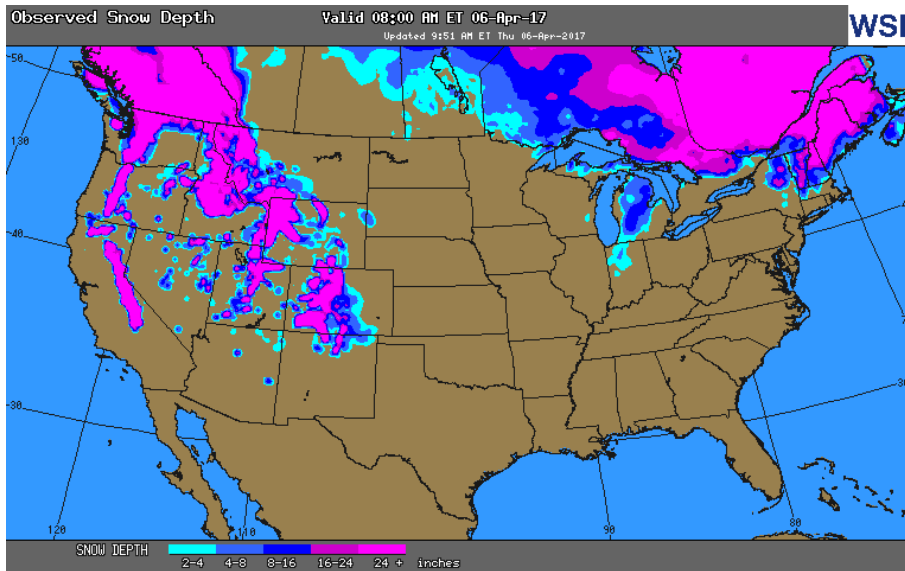 Observed Snow Depth
Valid 08:00 AM ET 06-Apr-17
Updated 9:51 AM ET Thu 06-Apr-2017
WSI
50
130
40
30
120
110
90
80
SNOW DEPTH
2-4 4-8 8-16 16-24 24 + inches